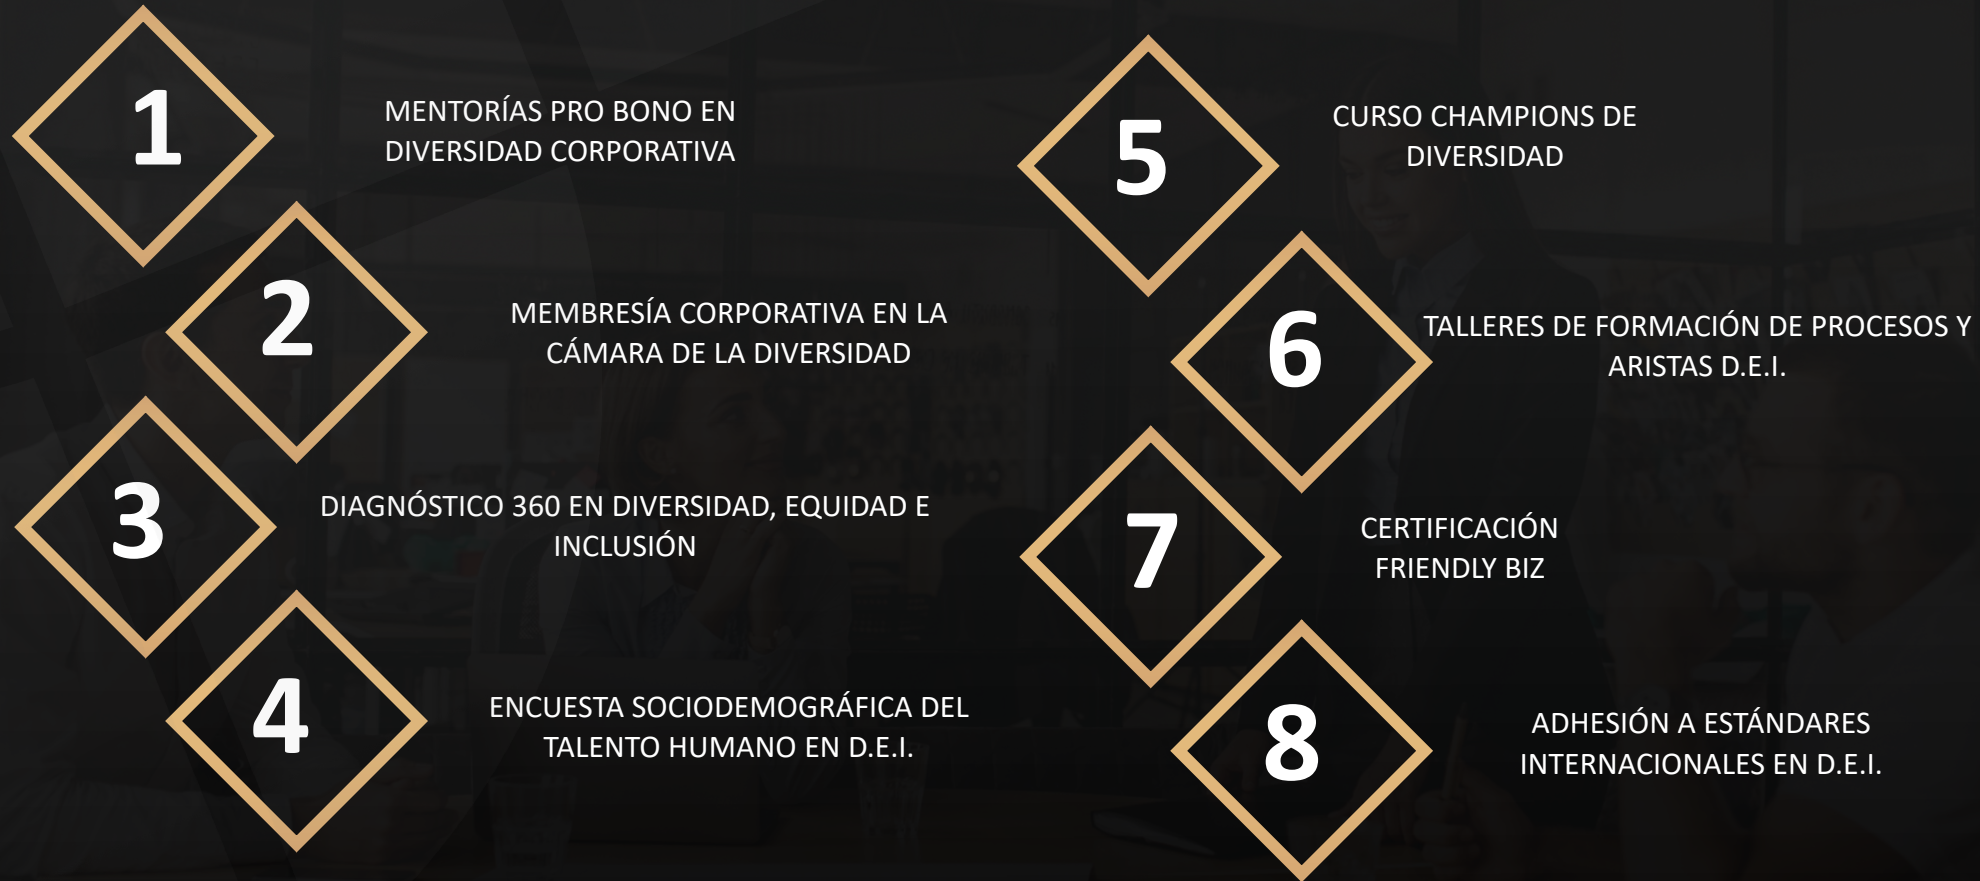 1
MENTORÍAS PRO BONO EN
DIVERSIDAD CORPORATIVA
2
MEMBRESÍA CORPORATIVA EN LA
CÁMARA DE LA DIVERSIDAD
3
DIAGNÓSTICO 360 EN DIVERSIDAD, EQUIDAD E
INCLUSIÓN
4
ENCUESTA SOCIODEMOGRÁFICA DEL
TALENTO HUMANO EN D.E.I.
5
CURSO CHAMPIONS DE
DIVERSIDAD
6
TALLERES DE FORMACIÓN DE PROCESOS Y
ARISTAS D.E.I.
7
CERTIFICACIÓN
FRIENDLY BIZ
8
ADHESIÓN A ESTÁNDARES
INTERNACIONALES EN D.E.I.